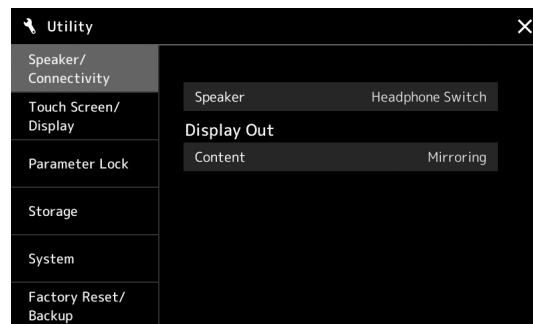 Utility
Speaker/
Connectivity
Touch Screen/
Display
Parameter Lock
Storage
System
Factory Reset/
Backup
Speaker Headphone Switch
Display Out
Content Mirroring